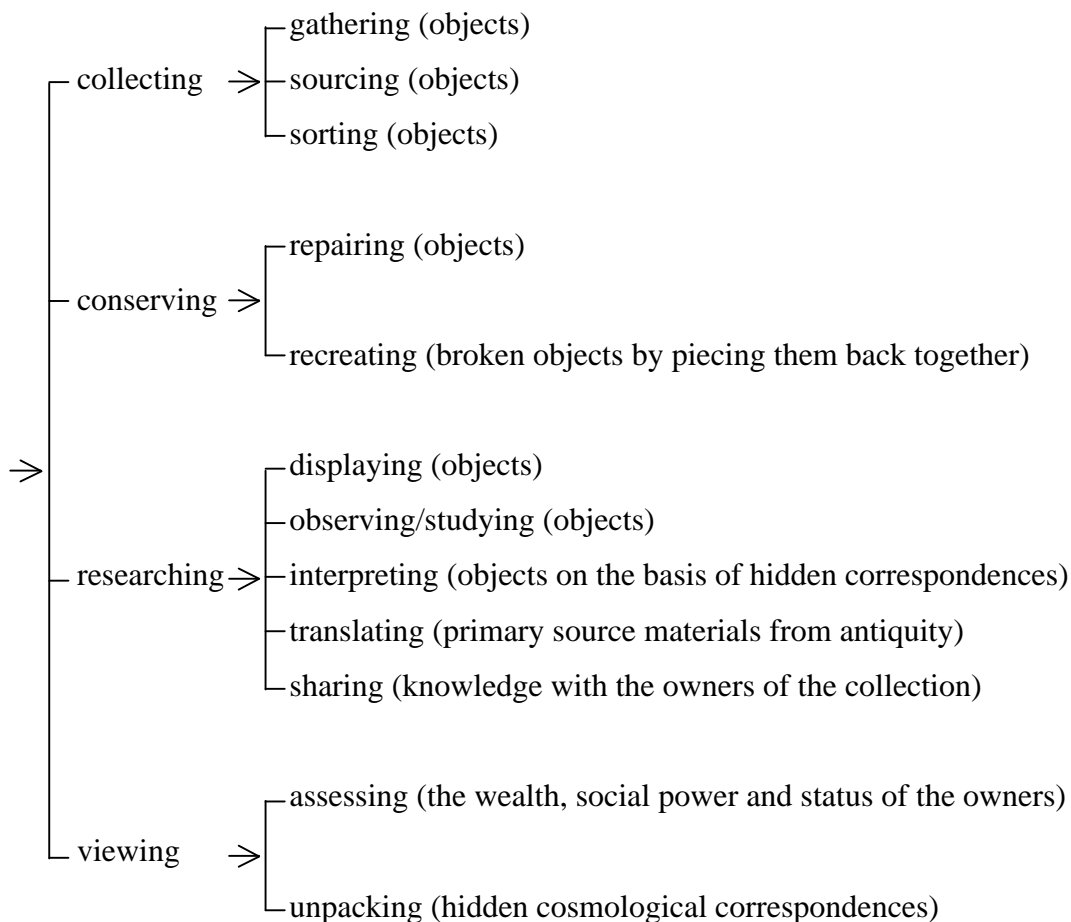 gathering (objects)
collecting
sourcing (objects)
sorting (objects)
repairing (objects)
conserving
recreating (broken objects by piecing them back together)
displaying (objects)
observing/studying (objects)
researching
interpreting (objects on the basis of hidden correspondences)
translating (primary source materials from antiquity)
sharing (knowledge with the owners of the collection)
assessing (the wealth, social power and status of the owners)
viewing
unpacking (hidden cosmological correspondences)